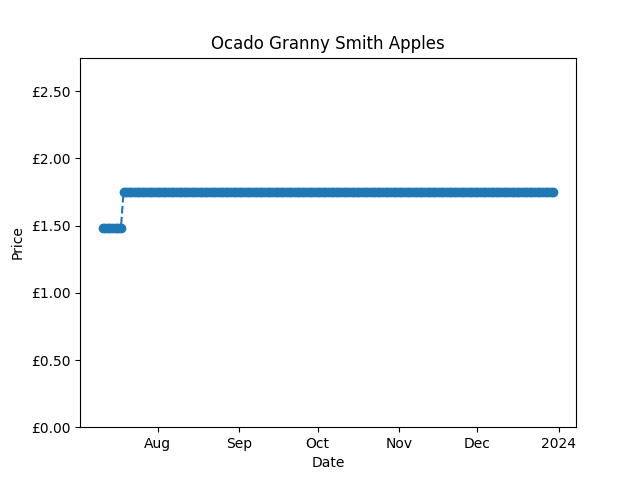 Ocado Granny Smith Apples
£2.50
£2.00
£1.50
£1.00
£0.50
£0.00
Price
Aug Sep Oct Nov Dec 2024
Date